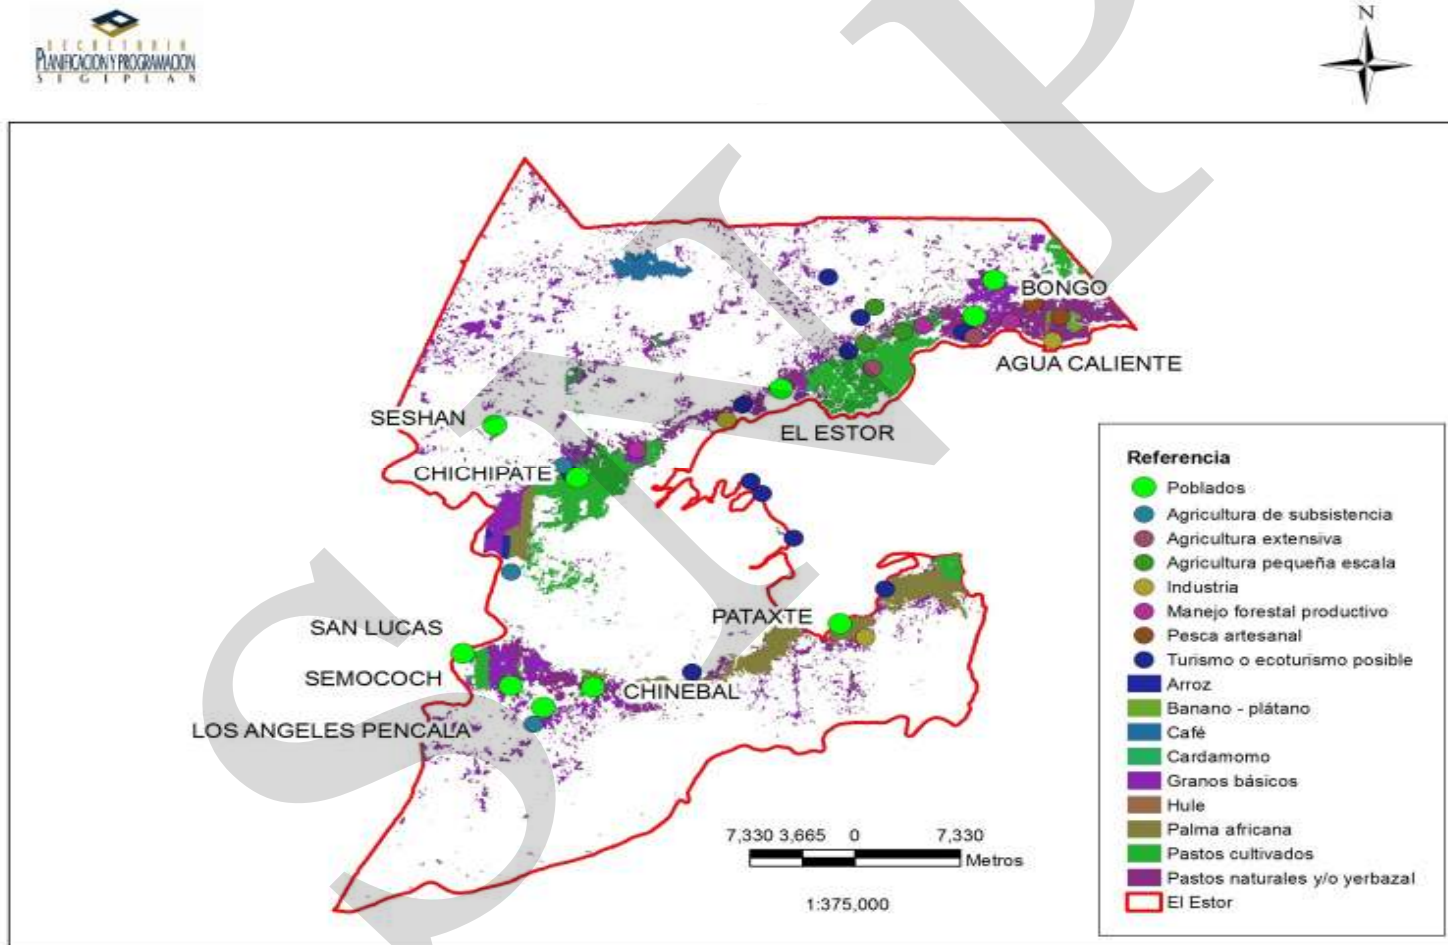 SECRETARIA
PLANIFICACION Y PROGRAMACION
SEGEPLAN
N
BONGO
AGUA CALIENTE
SESHAN
EL ESTOR
CHICHIPATE
PATAXTE
SAN LUCAS
SEMOCOCH
CHINEBAL
LOS ANGELES PENCALA
7,330 3,665 0 7,330
Metros
1:375,000
Referencia
Poblados
Agricultura de subsistencia
Agricultura extensiva
Agricultura pequeña escala
Industria
Manejo forestal productivo
Pesca artesanal
Turismo o ecoturismo posible
Arroz
Banano - plátano
Café
Cardamomo
Granos básicos
Hule
Palma africana
Pastos cultivados
Pastos naturales y/o yerbazal
El Estor